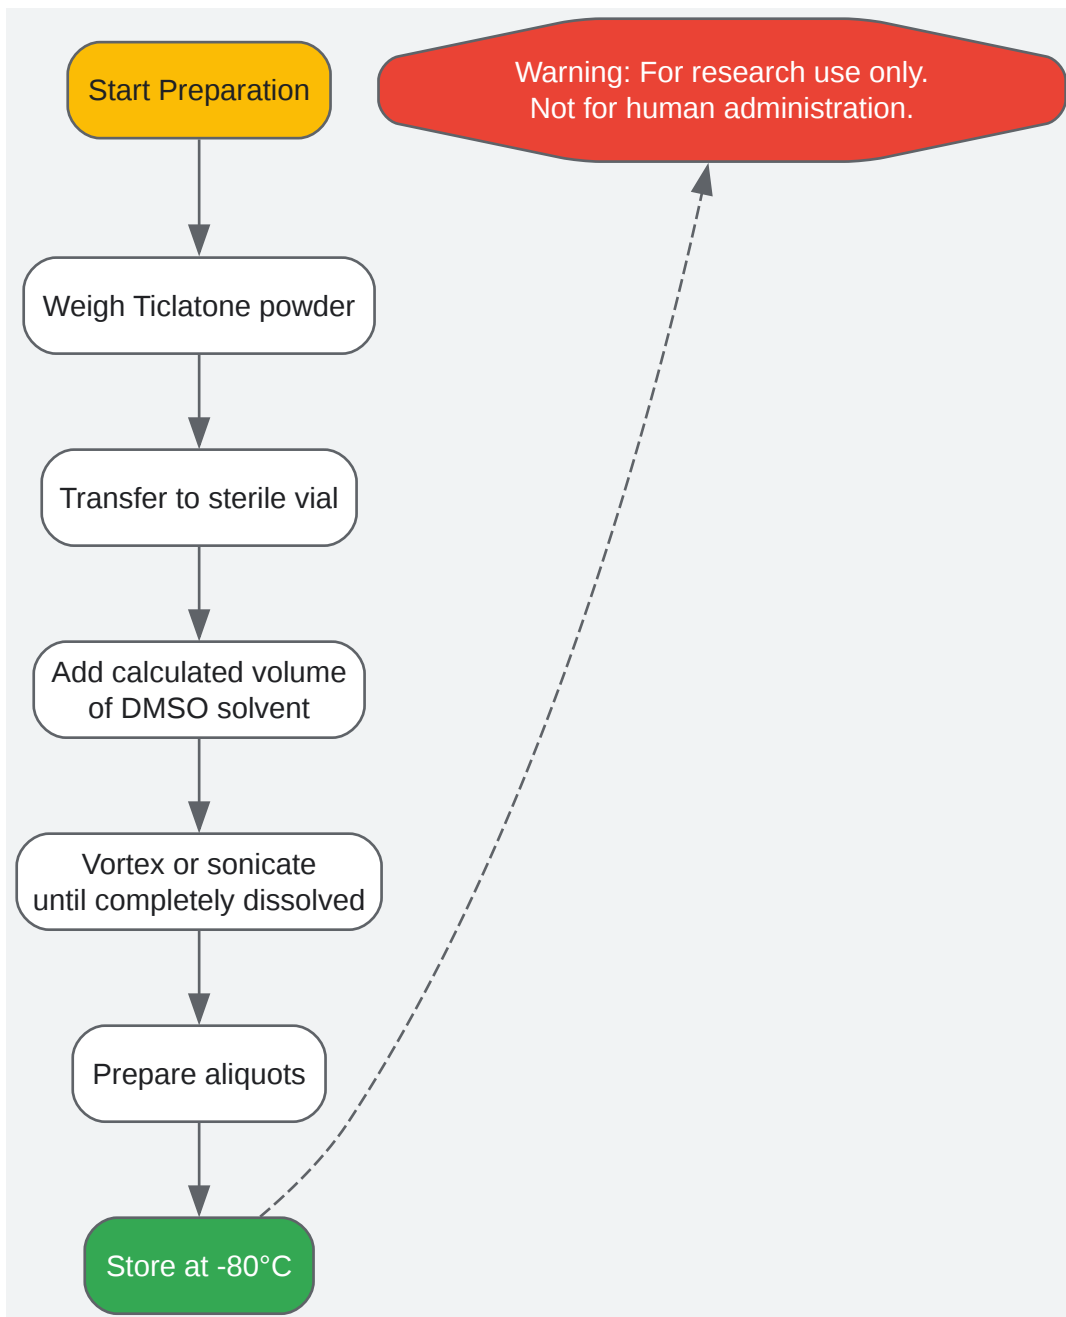 Start Preparation
Warning: For research use only.
Not for human administration.
Weigh Ticlatone powder
Transfer to sterile vial
Add calculated volume
of DMSO solvent
Vortex or sonicate
until completely dissolved
Prepare aliquots
Store at -80°C